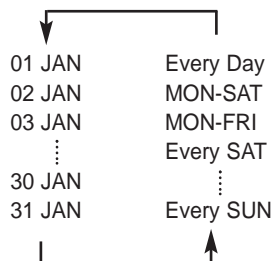 01 JAN Every Day
02 JAN MON-SAT
03 JAN MON-FRI
Every SAT
30 JAN
31 JAN Every SUN